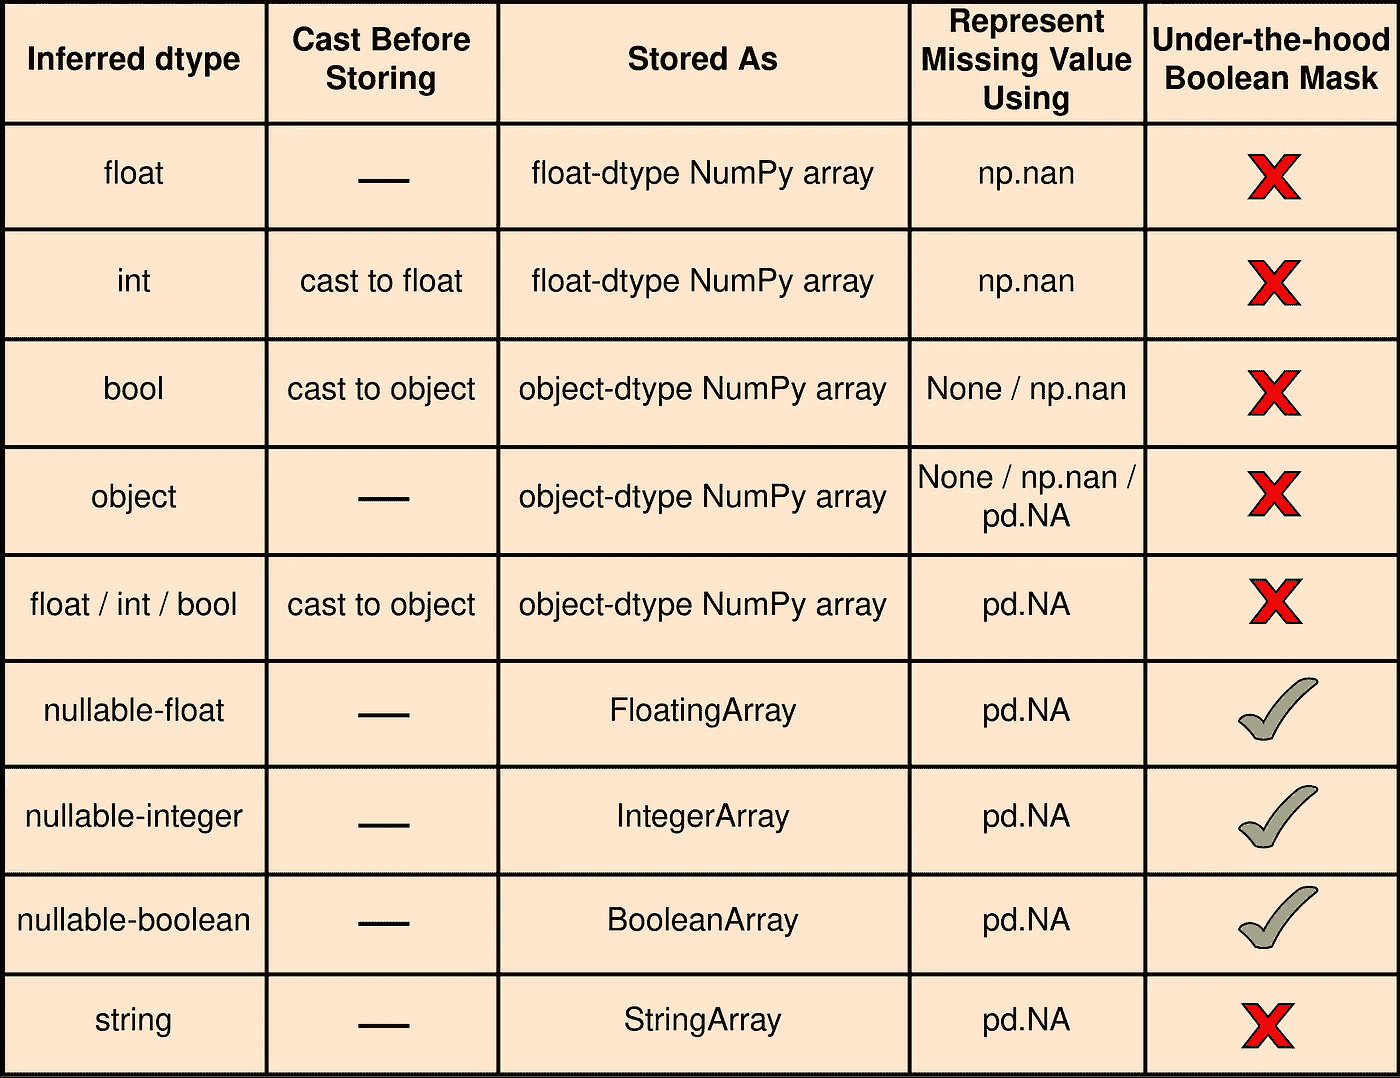 Inferred dtype
Cast Before
Storing
Stored As
Represent
Missing Value
Using
Under-the-hood
Boolean Mask
float
—
float-dtype NumPy array
np.nan
int
cast to float
float-dtype NumPy array
np.nan
bool
cast to object
object-dtype NumPy array
None / np.nan
object
—
object-dtype NumPy array
None / np.nan /
pd.NA
float / int / bool
cast to object
object-dtype NumPy array
pd.NA
nullable-float
—
FloatingArray
pd.NA
nullable-integer
—
IntegerArray
pd.NA
nullable-boolean
—
BooleanArray
pd.NA
string
—
StringArray
pd.NA